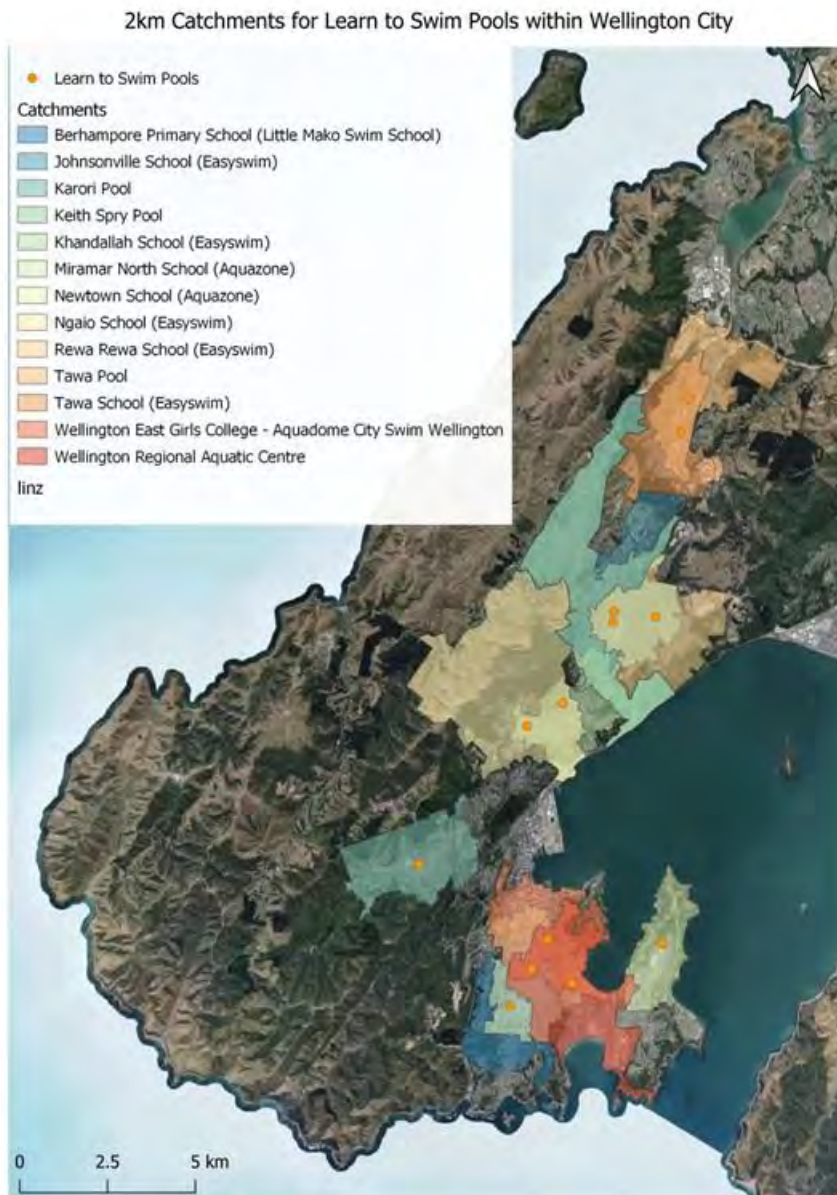 2km Catchments for Learn to Swim Pools within Wellington City
Learn to Swim Pools
Catchments
Berhampore Primary School (Little Mako Swim School)
Johnsonville School (Easyswim)
Karori Pool
Keith Spry Pool
Khandallah School (Easyswim)
Miramar North School (Aquazone)
Newtown School (Aquazone)
Ngaio School (Easyswim)
Rewa Rewa School (Easyswim)
Tawa Pool
Tawa School (Easyswim)
Wellington East Girls College - Aquadome City Swim Wellington
Wellington Regional Aquatic Centre
linz
0 2.5 5 km